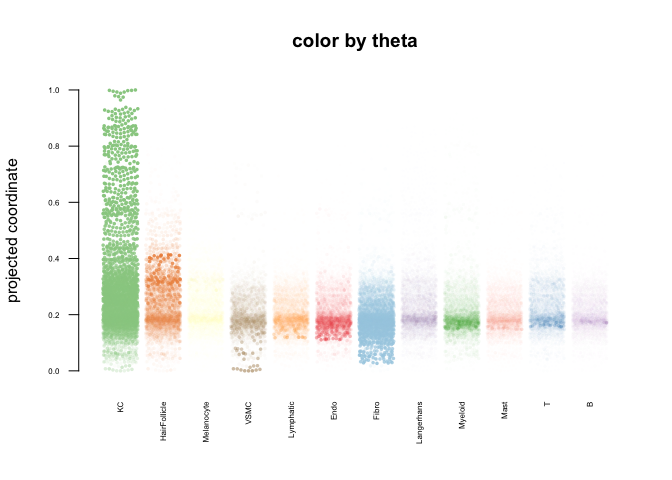 color by theta
projected coordinate
1.0
0.8
0.6
0.4
0.2
0.0
KC
HairFollicle
Melanocyte
VSMC
Lymphatic
Endo
Fibro
Langerhans
Myeloid
Mast
T
B